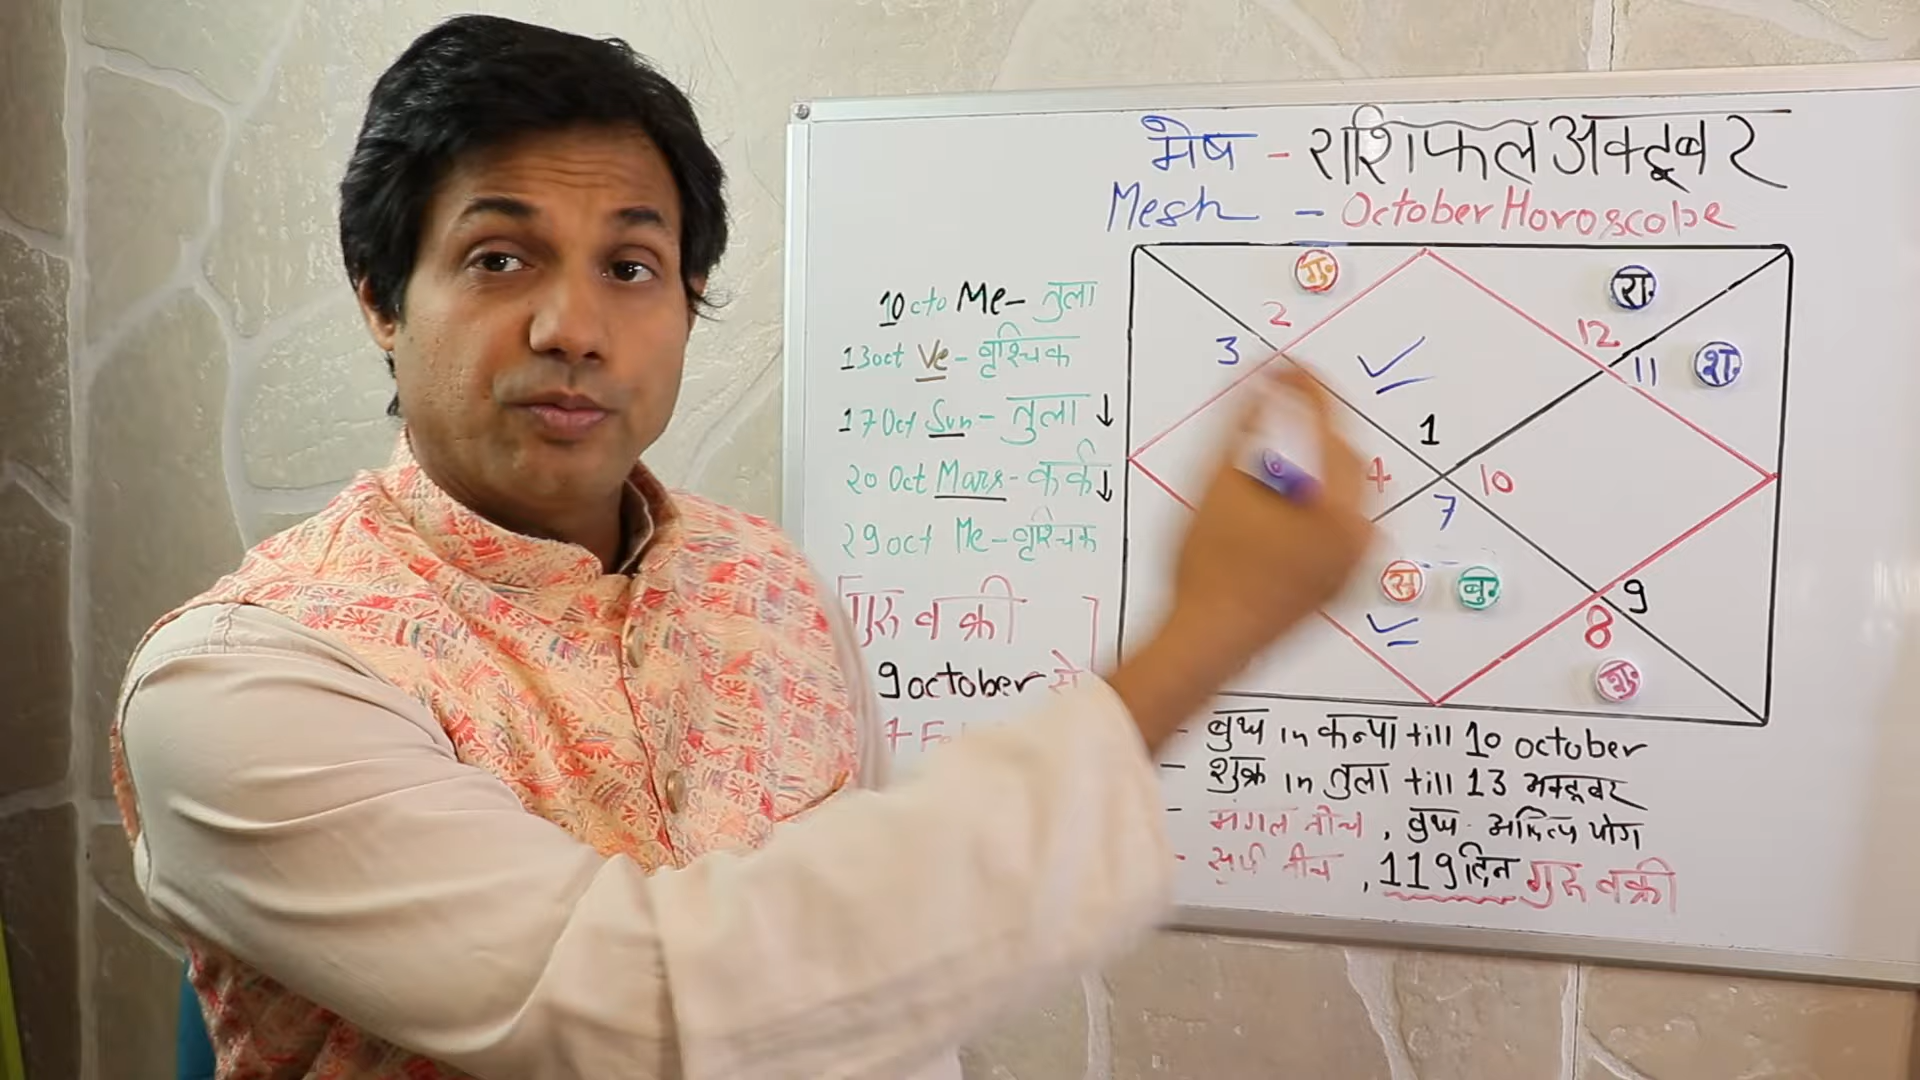 मेष - राशिफल अक्टूबर
Mesh - October Horoscope
10 octo Me- तुला
13 oct Ve - वृश्चिक
17 Oct Sun - तुला ↓
20 Oct Mars - कर्क ↓
29 oct Me - वृश्चिक
गुरु वक्री
9 october से
गु.
रा.
2
12
3
11
श.
1
4
10
7
सू
बु.
9
8
शु.
- बुध in कन्या till 10 october
- शुक्र in तुला till 13 अक्टूबर
- मंगल नीच, बुध-आदित्य योग
- सूर्य नीच, 119 दिन गुरु वक्री